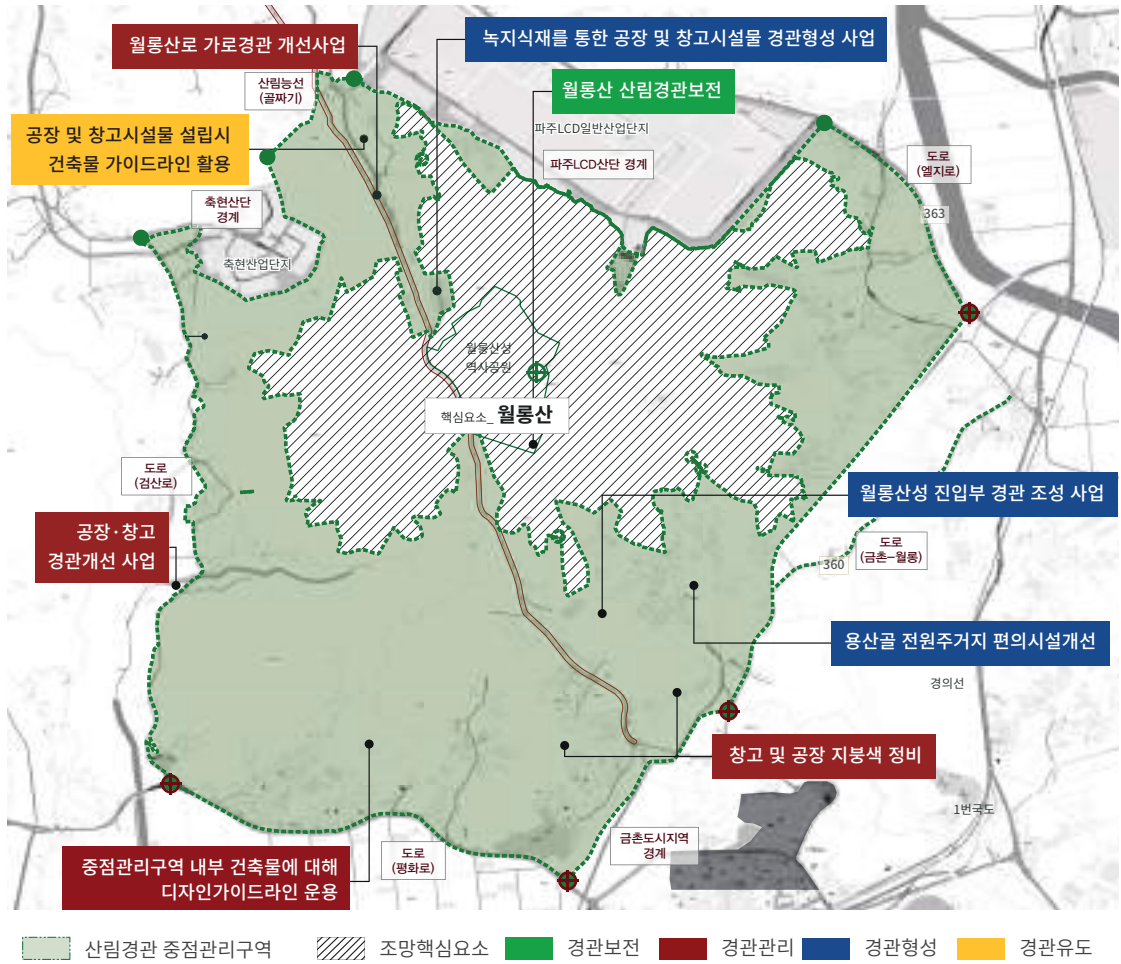 월롱산로 가로경관 개선사업
녹지식재를 통한 공장 및 창고시설물 경관형성 사업
산림능선
(골짜기)
월롱산 산림경관보전
공장 및 창고시설물 설립시
건축물 가이드라인 활용
파주LCD일반산업단지
파주LCD산단 경계
도로
(엘지로)
363
축현산단
경계
축현산업단지
월롱산성
역사공원
핵심요소_ 월롱산
도로
(검산로)
월롱산성 진입부 경관 조성 사업
공장·창고
경관개선 사업
도로
(금촌–월롱)
360
용산골 전원주거지 편의시설개선
경의선
창고 및 공장 지붕색 정비
1번국도
금촌도시지역
경계
도로
(평화로)
중점관리구역 내부 건축물에 대해
디자인가이드라인 운용
산림경관 중점관리구역
조망핵심요소
경관보전
경관관리
경관형성
경관유도